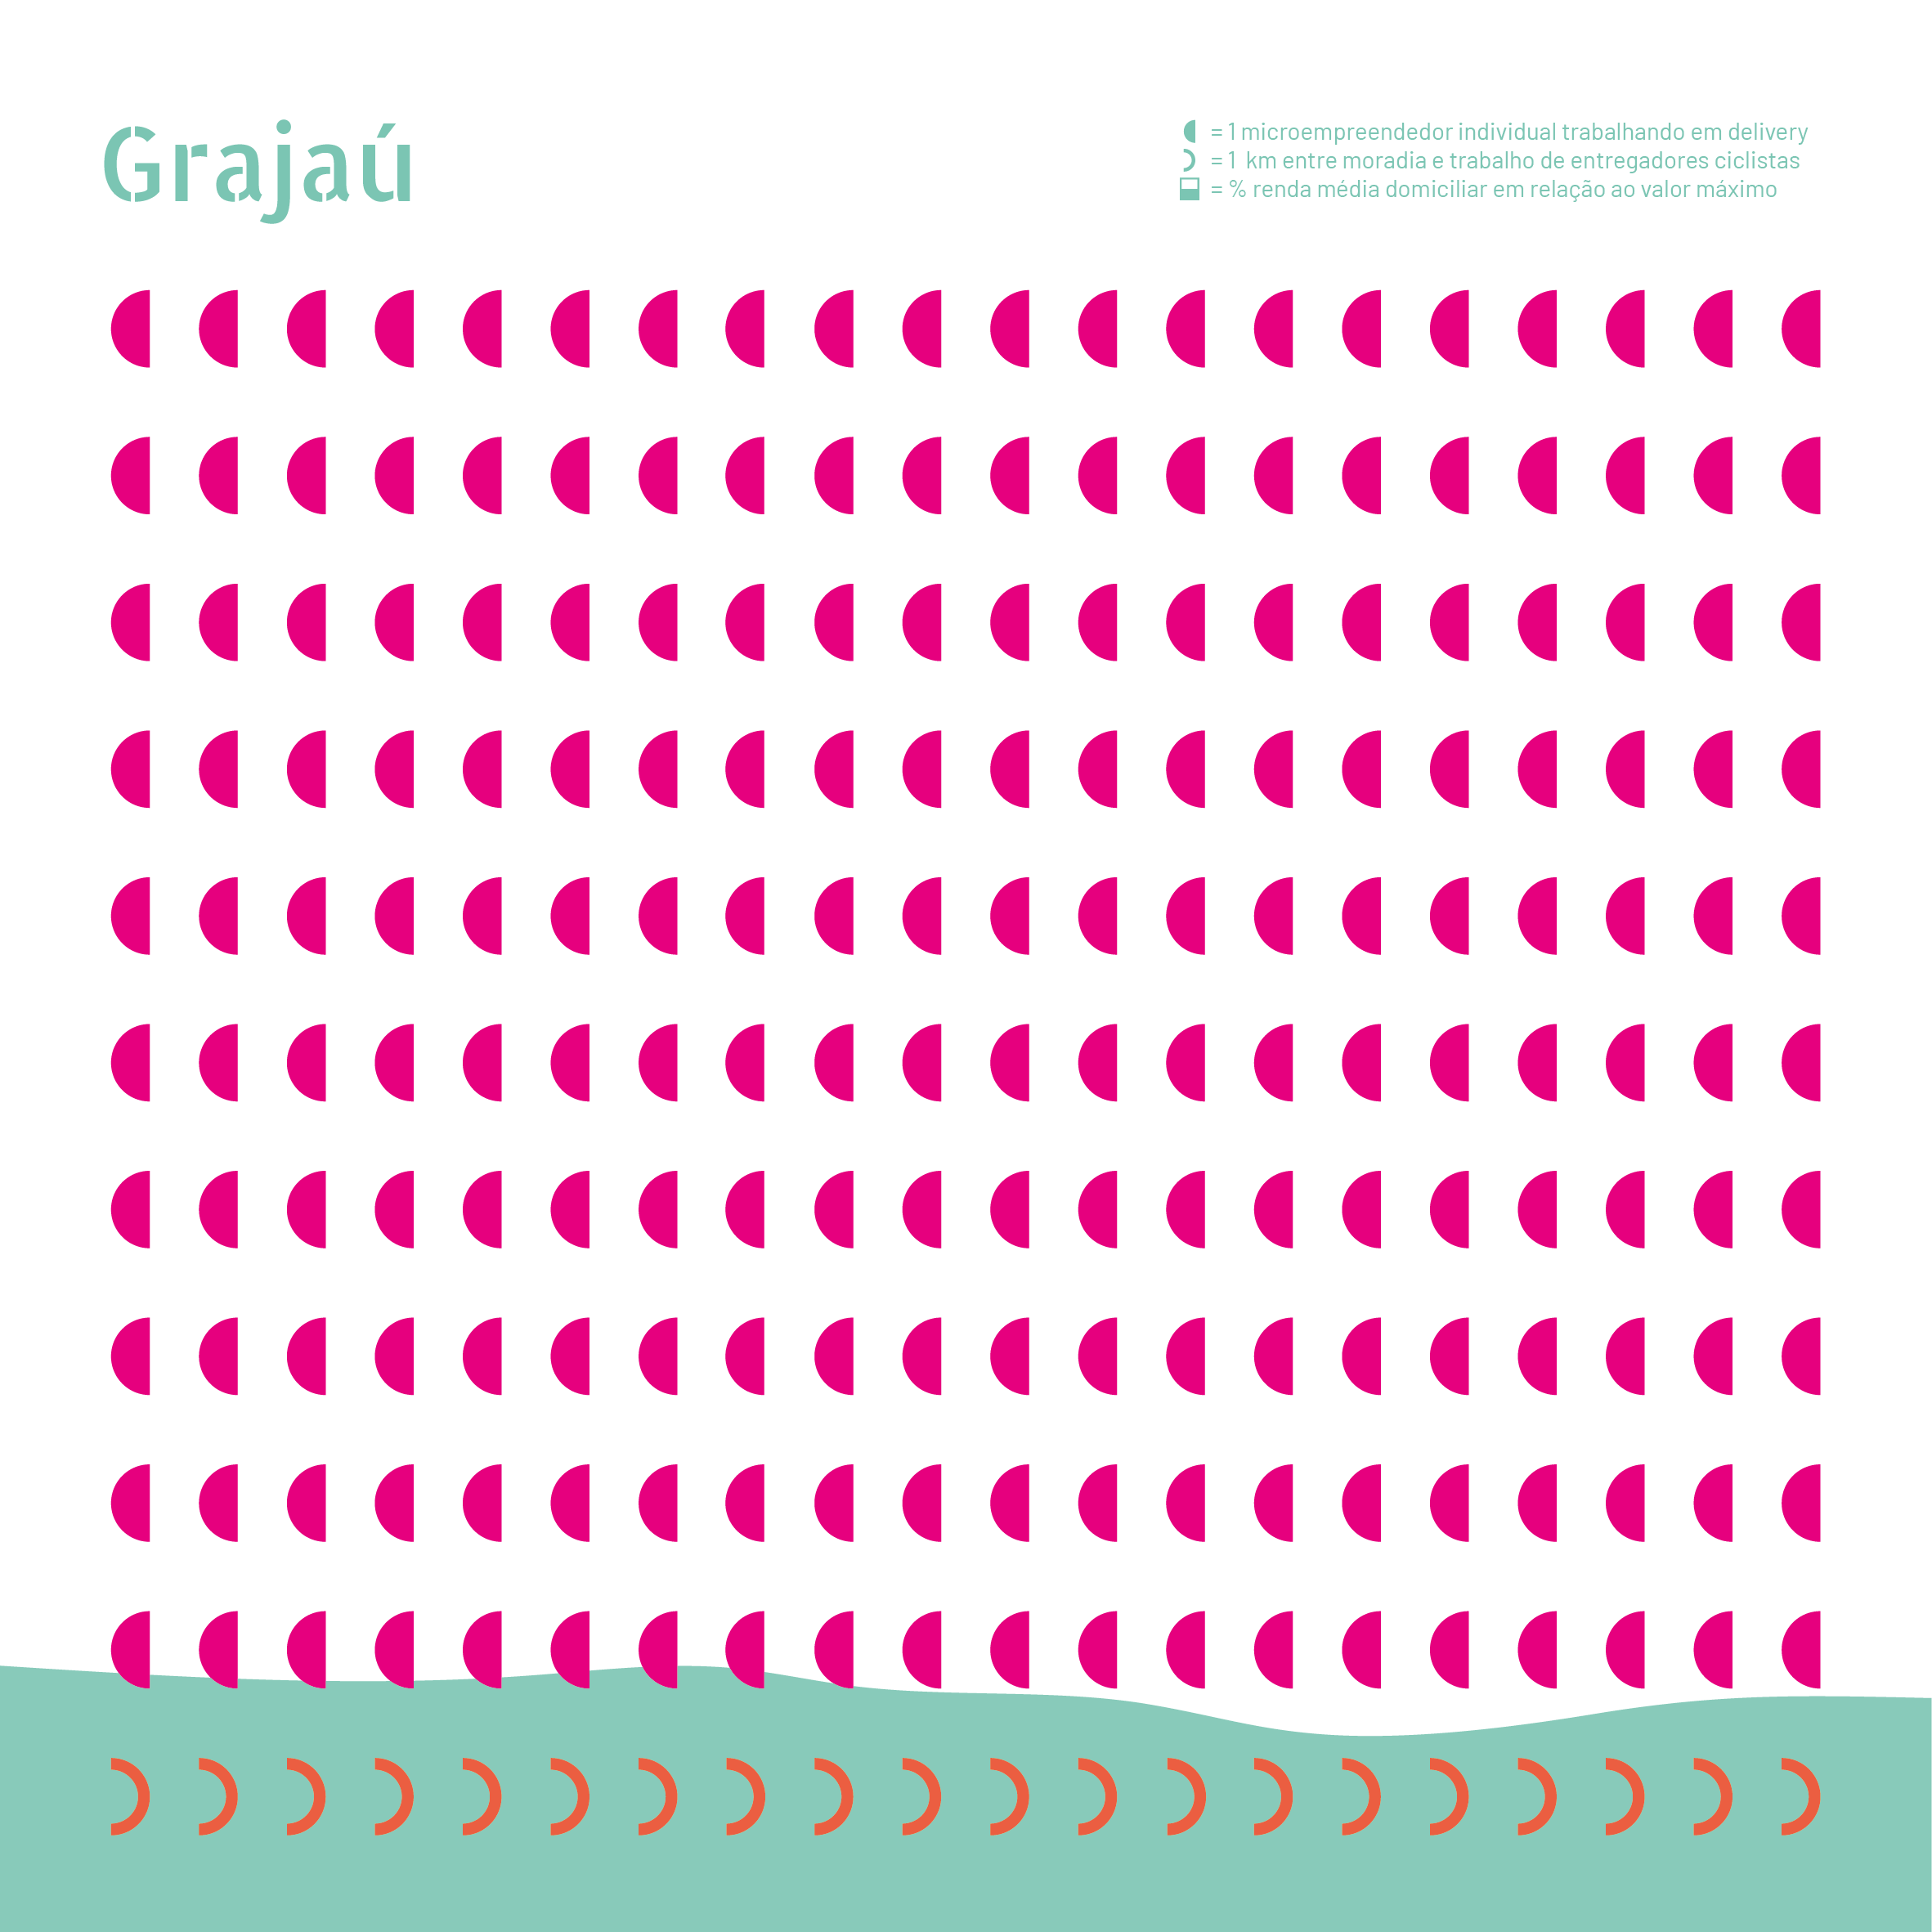 Grajaú
= 1 microempreendedor individual trabalhando em delivery
= 1 km entre moradia e trabalho de entregadores ciclistas
= % renda média domiciliar em relação ao valor máximo